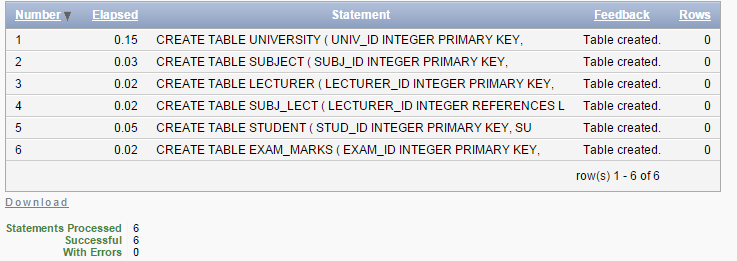 Number Elapsed Statement Feedback Rows
1 0.15 CREATE TABLE UNIVERSITY ( UNIV_ID INTEGER PRIMARY KEY, Table created. 0
2 0.03 CREATE TABLE SUBJECT ( SUBJ_ID INTEGER PRIMARY KEY, Table created. 0
3 0.02 CREATE TABLE LECTURER ( LECTURER_ID INTEGER PRIMARY KEY, Table created. 0
4 0.02 CREATE TABLE SUBJ_LECT ( LECTURER_ID INTEGER REFERENCES L Table created. 0
5 0.05 CREATE TABLE STUDENT ( STUD_ID INTEGER PRIMARY KEY, SU Table created. 0
6 0.02 CREATE TABLE EXAM_MARKS ( EXAM_ID INTEGER PRIMARY KEY, Table created. 0
row(s) 1 - 6 of 6
Download
Statements Processed 6
Successful 6
With Errors 0